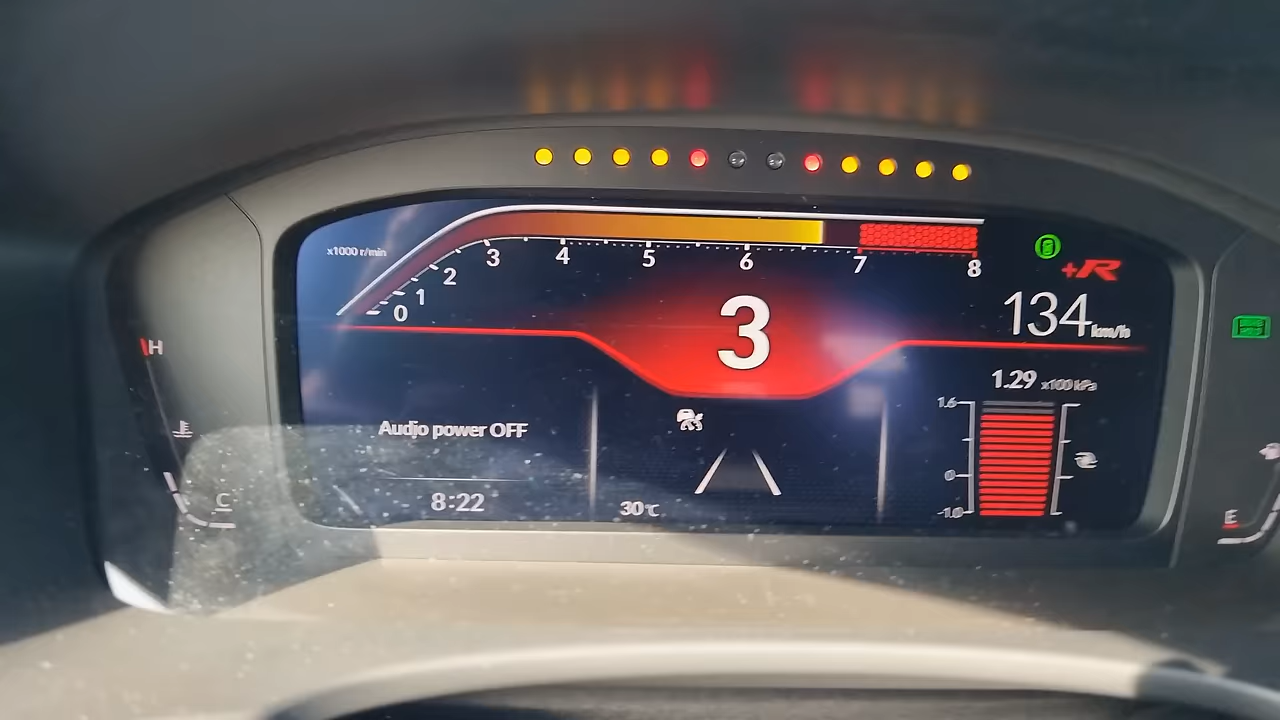 x1000 r/min
0 1 2 3 4 5 6 7 8
+R
3
134 km/h
1.29 x100 kPa
1.6
0
-1.0
Audio power OFF
8:22
30°C
H
C
E